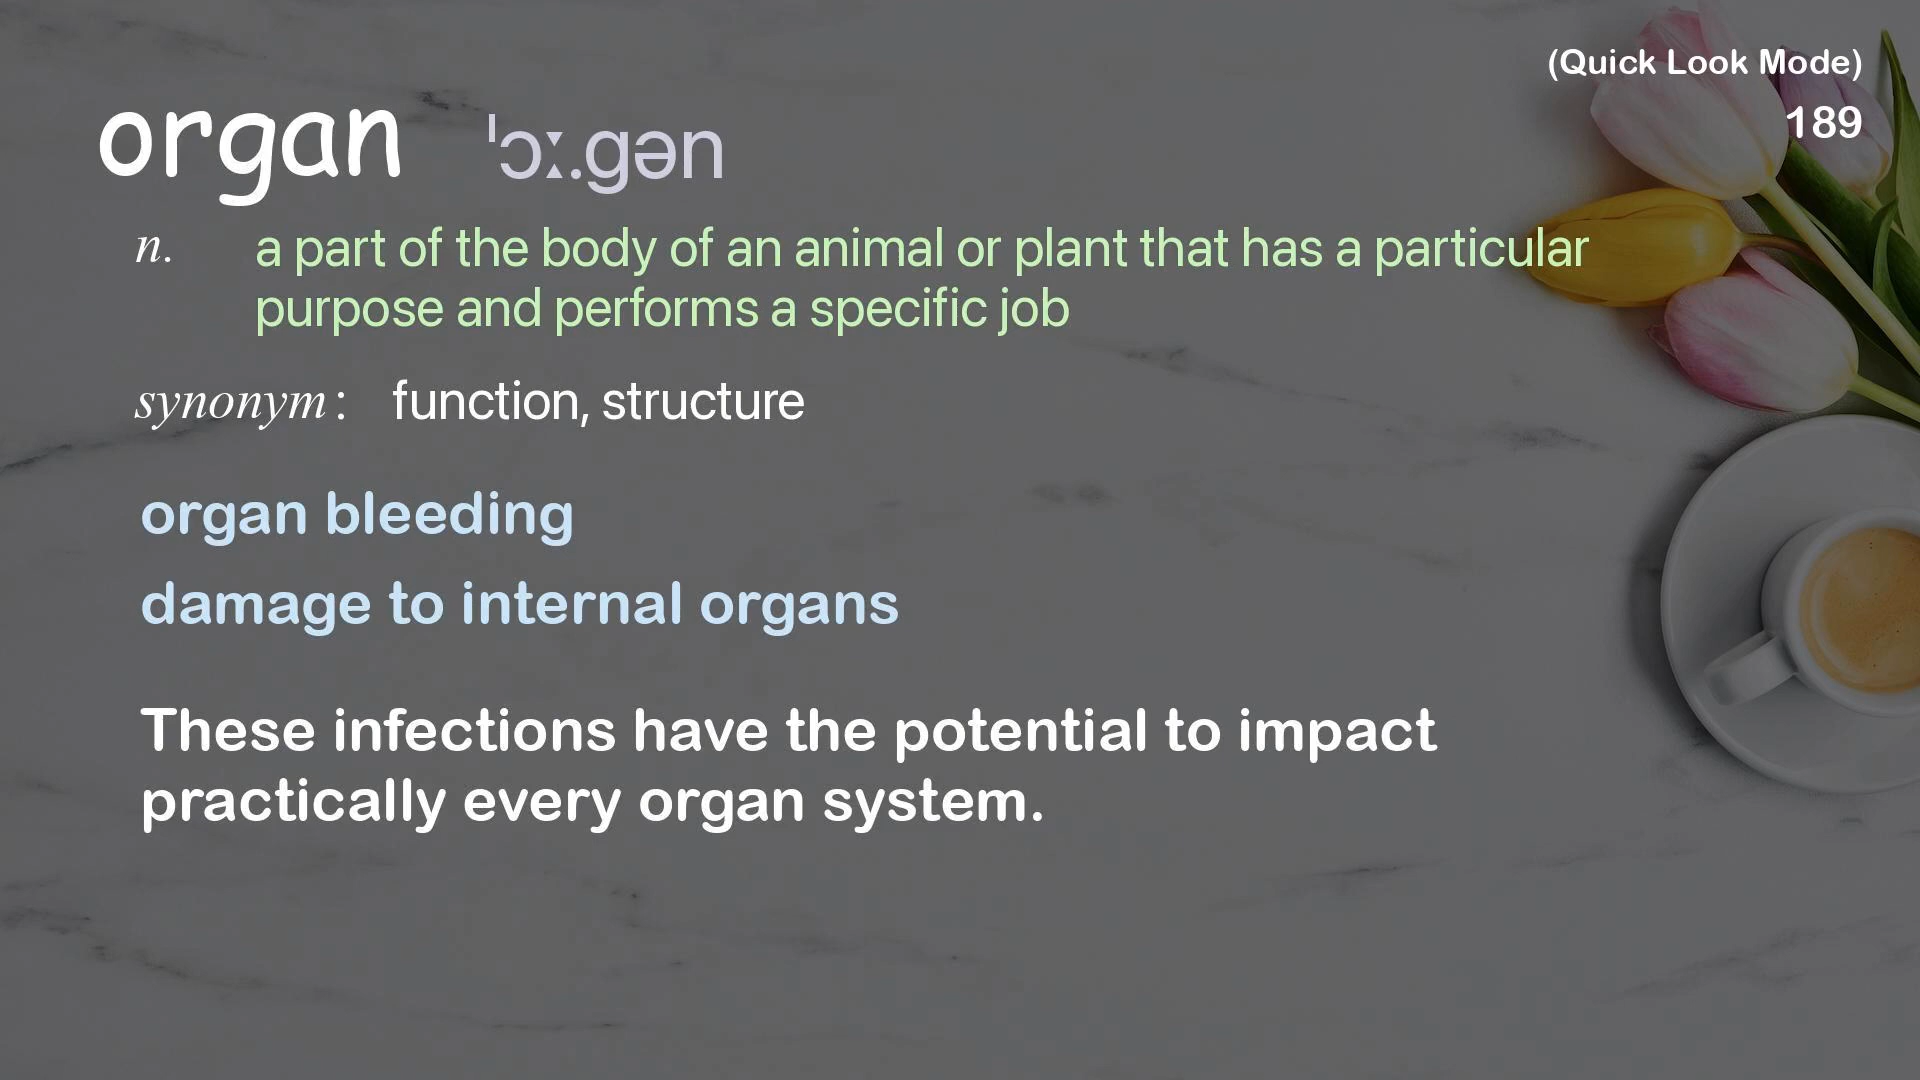 (Quick Look Mode)
189
organ ˈɔː.gən
n. a part of the body of an animal or plant that has a particular
purpose and performs a specific job
synonym: function, structure
organ bleeding
damage to internal organs
These infections have the potential to impact
practically every organ system.